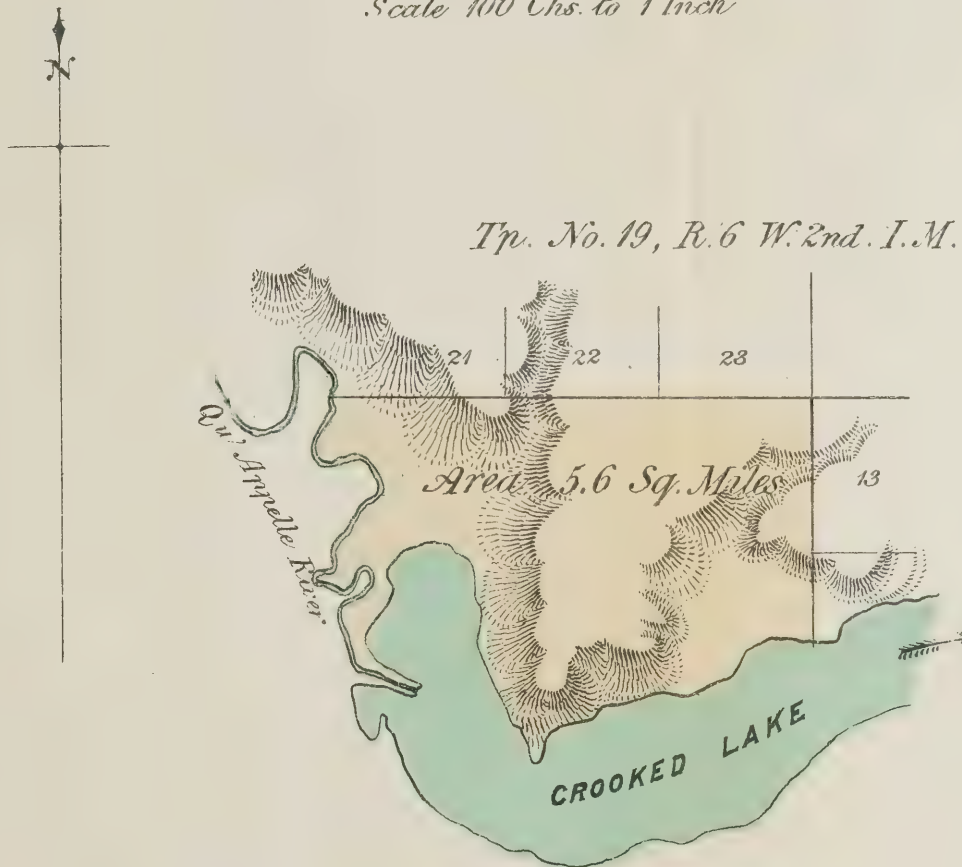 Scale 100 Chs. to 1 Inch
N
Tp. No. 19, R. 6 W. 2nd. I. M.
21 22 23
Qu' Appelle River
Area 5.6 Sq. Miles
13
CROOKED LAKE